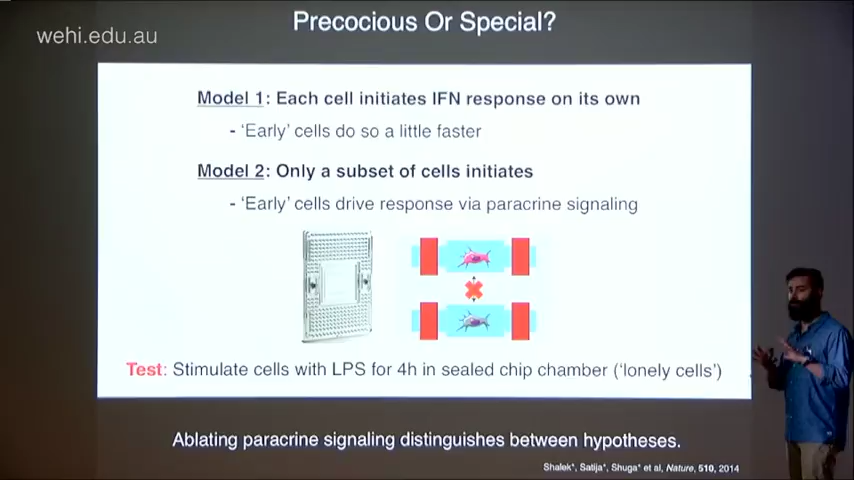 Precocious Or Special?
wehi.edu.au
Model 1: Each cell initiates IFN response on its own
- 'Early' cells do so a little faster
Model 2: Only a subset of cells initiates
- 'Early' cells drive response via paracrine signaling
Test: Stimulate cells with LPS for 4h in sealed chip chamber ('lonely cells')
Ablating paracrine signaling distinguishes between hypotheses.
Shalek*, Satija*, Shuga* et al, Nature, 510, 2014